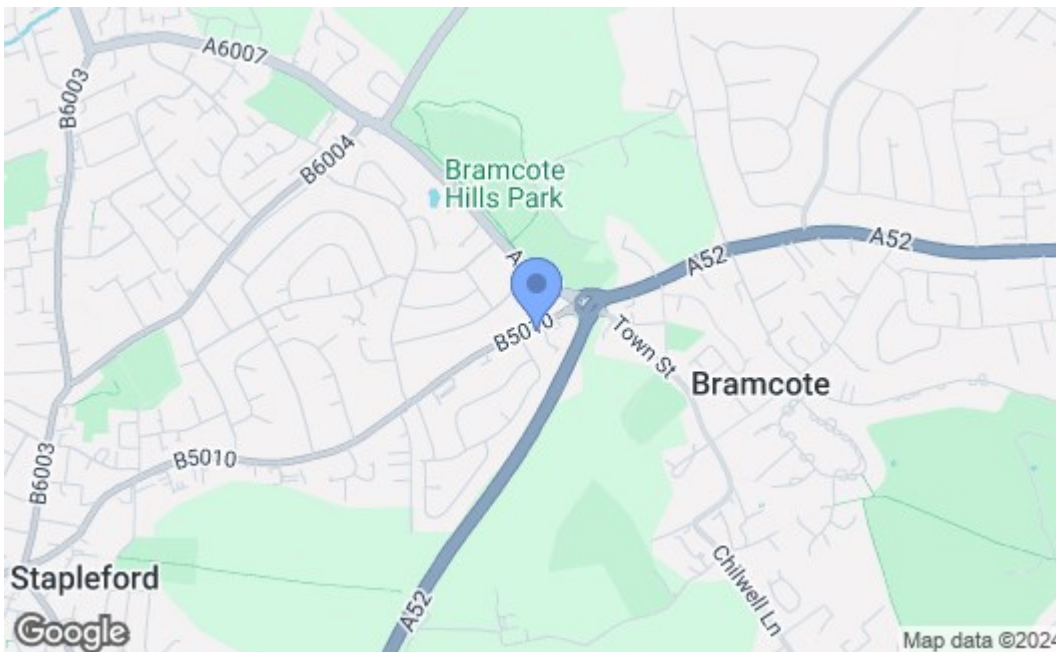 A6007
B6003
B6004
Bramcote
Hills Park
A52
A52
B5010
Town St
Bramcote
B6003
B5010
Chilwell Ln
Stapleford
A52
Google
Map data ©2024